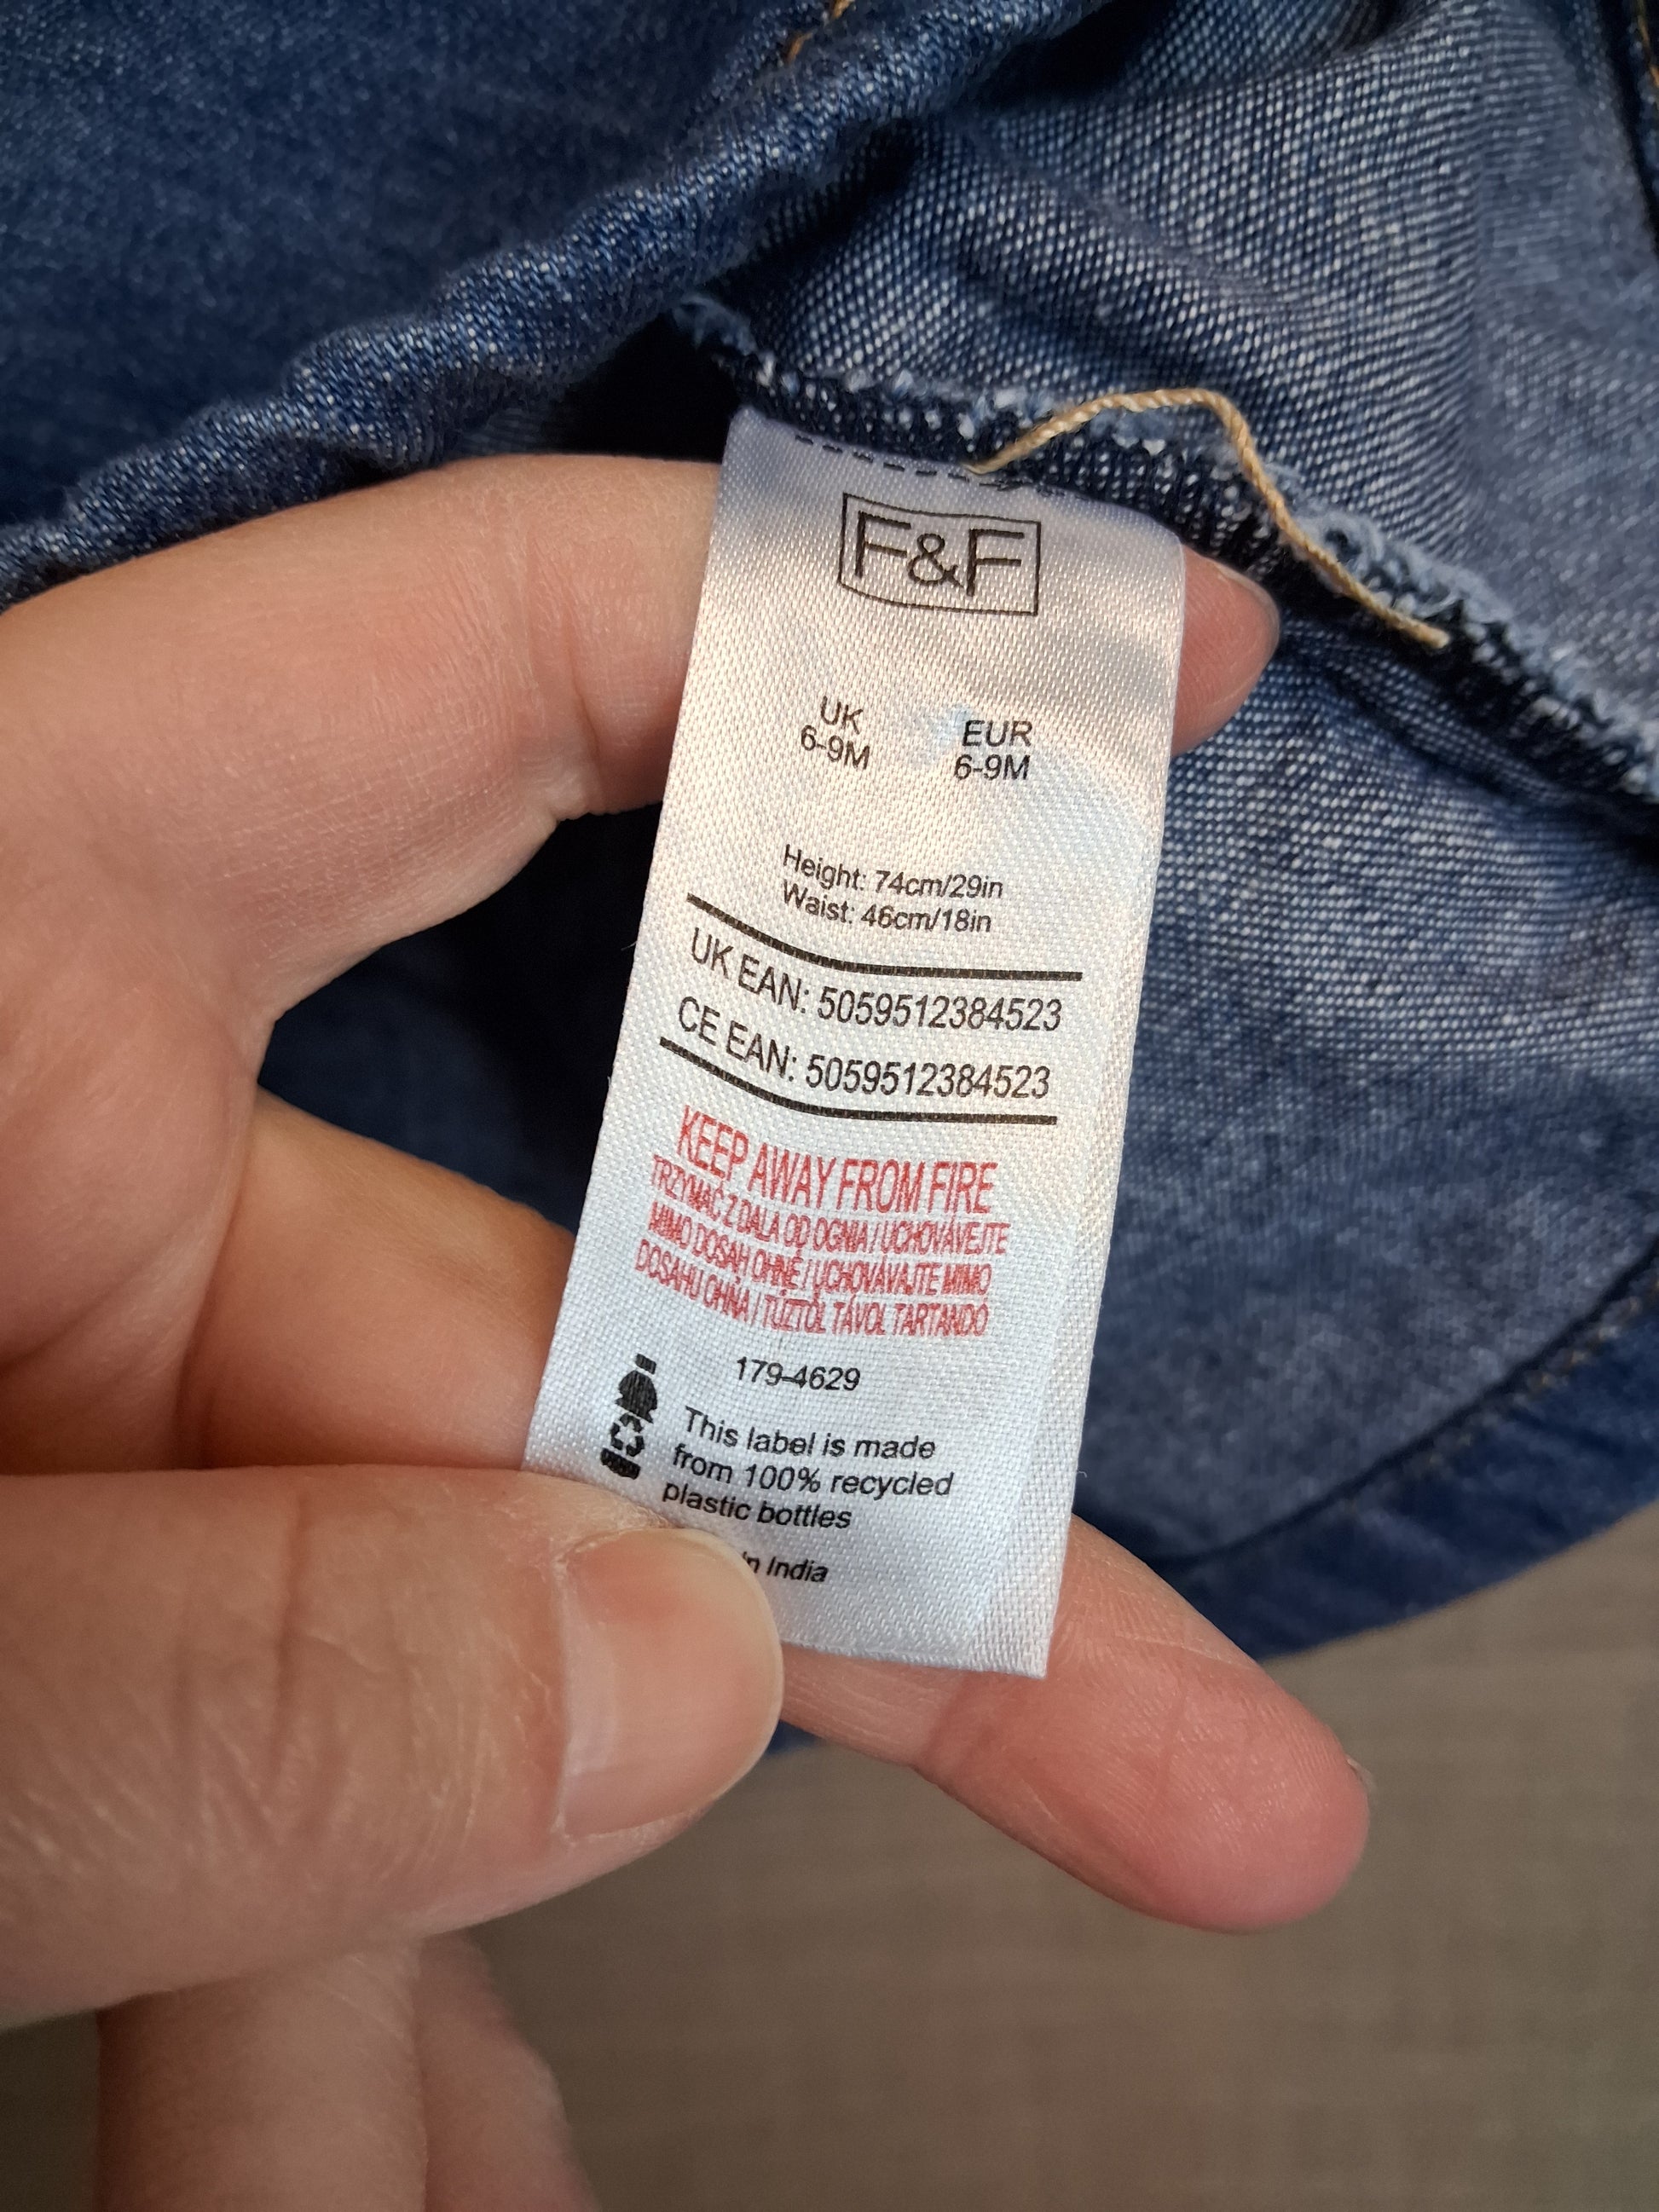 F&F
UK
6-9M
EUR
6-9M
Height: 74cm/29in
Waist: 46cm/18in
UK EAN: 5059512384523
CE EAN: 5059512384523
KEEP AWAY FROM FIRE
TRZYMAĆ Z DALA OD OGNIA / UCHOVÁVEJTE
MIMO DOSAH OHNĚ / UCHOVÁVAJTE MIMO
DOSAHU OHŇA / TŰZTŐL TÁVOL TARTANDÓ
179-4629
This label is made
from 100% recycled
plastic bottles
in India